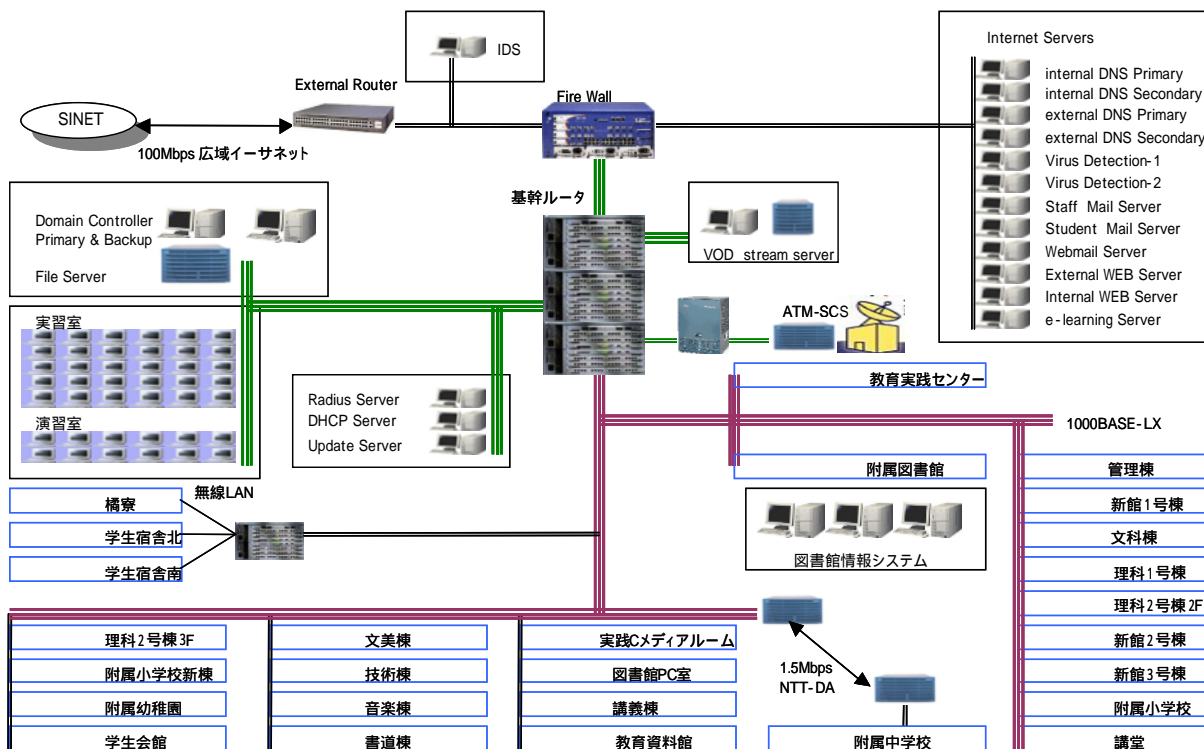 IDS
External Router
Fire Wall
SINET
100Mbps 広域イーサネット
Internet Servers
internal DNS Primary
internal DNS Secondary
external DNS Primary
external DNS Secondary
Virus Detection-1
Virus Detection-2
Staff Mail Server
Student Mail Server
Webmail Server
External WEB Server
Internal WEB Server
e-learning Server
基幹ルータ
Domain Controller
Primary & Backup
File Server
VOD stream server
ATM-SCS
実習室
演習室
Radius Server
DHCP Server
Update Server
教育実践センター
1000BASE-LX
附属図書館
図書館情報システム
無線LAN
橘寮
学生宿舎北
学生宿舎南
管理棟
新館1号棟
文科棟
理科1号棟
理科2号棟2F
新館2号棟
新館3号棟
附属小学校
講堂
理科2号棟3F
附属小学校新棟
附属幼稚園
学生会館
文美棟
技術棟
音楽棟
書道棟
実践Cメディアルーム
図書館PC室
講義棟
教育資料館
1.5Mbps
NTT-DA
附属中学校